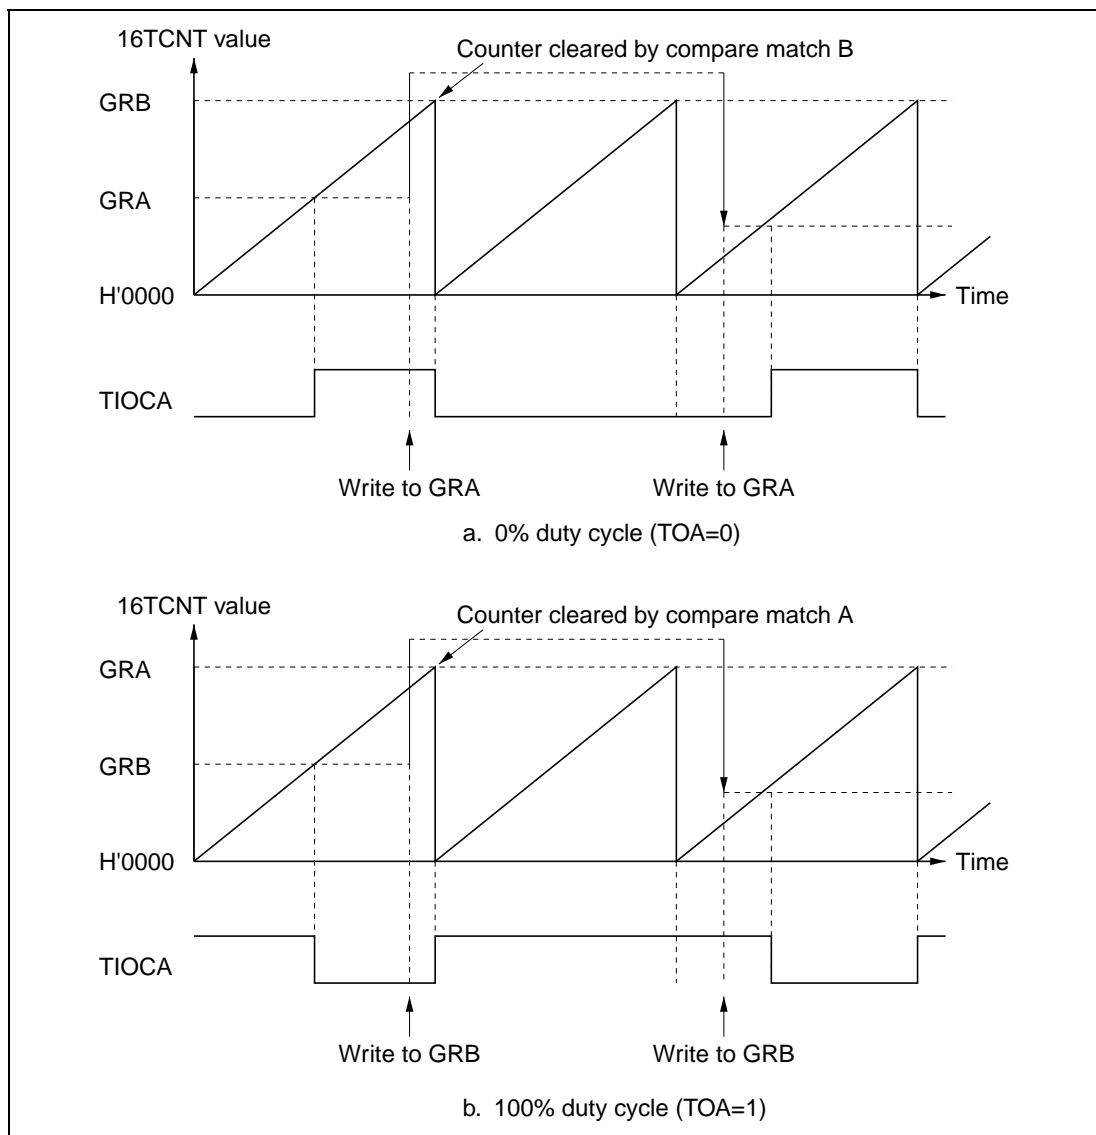 16TCNT value
Counter cleared by compare match B
GRB
GRA
H'0000
Time
TIOCA
Write to GRA
Write to GRA
a. 0% duty cycle (TOA=0)
16TCNT value
Counter cleared by compare match A
GRA
GRB
H'0000
Time
TIOCA
Write to GRB
Write to GRB
b. 100% duty cycle (TOA=1)